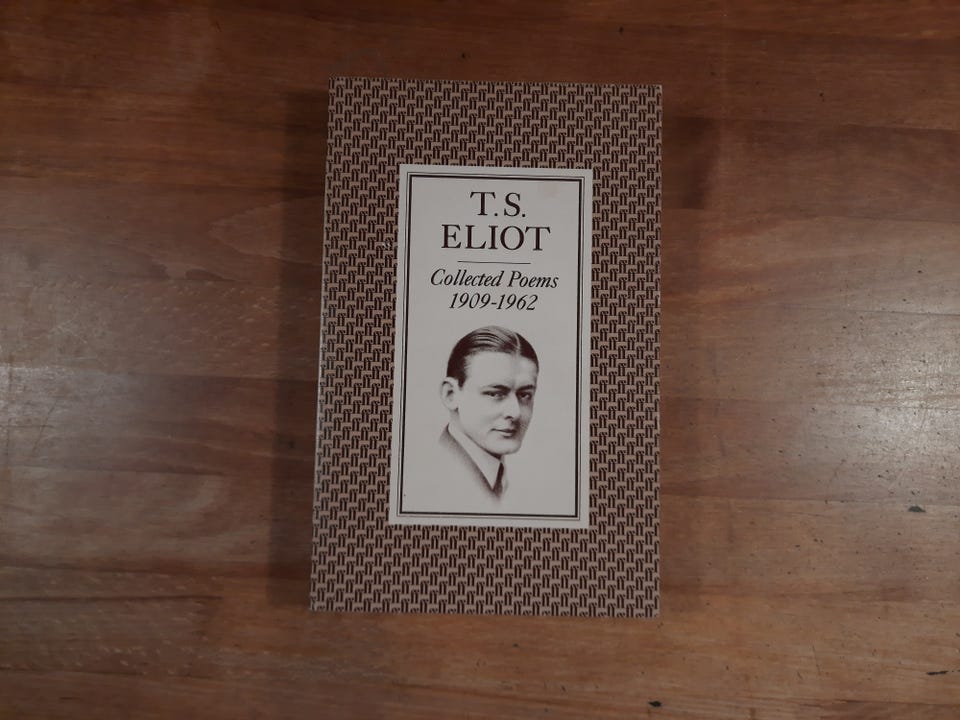 T.S.
ELIOT
Collected Poems
1909-1962